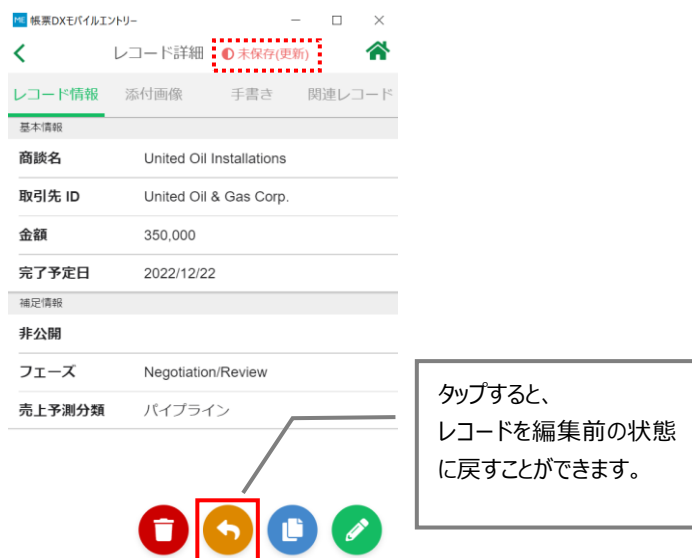 ME 帳票DXモバイルエントリー
レコード詳細 未保存(更新)
レコード情報 添付画像 手書き 関連レコード
基本情報
商談名 United Oil Installations
取引先 ID United Oil & Gas Corp.
金額 350,000
完了予定日 2022/12/22
補足情報
非公開
フェーズ Negotiation/Review
売上予測分類 パイプライン
タップすると、
レコードを編集前の状態
に戻すことができます。